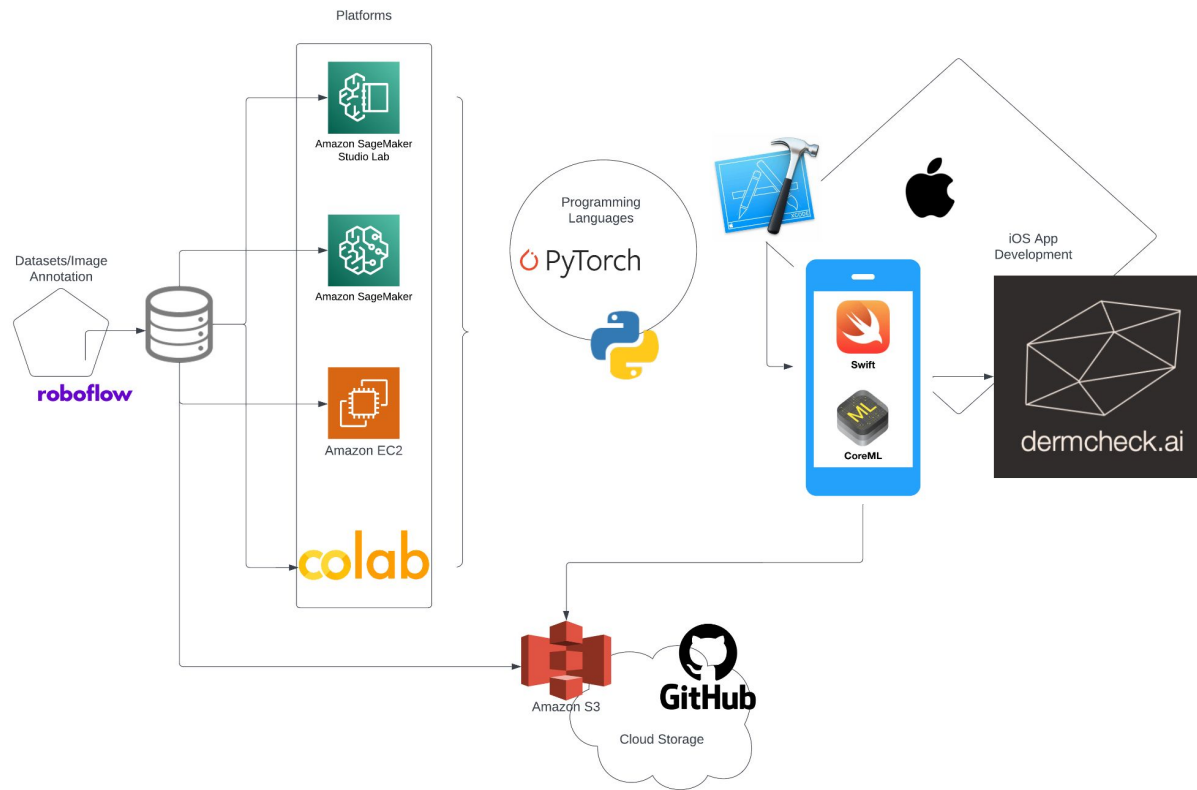 Platforms
Amazon SageMaker
Studio Lab
Amazon SageMaker
Amazon EC2
colab
Datasets/Image
Annotation
roboflow
Programming
Languages
PyTorch
XCODE
iOS App
Development
Swift
ML
CoreML
dermcheck.ai
Amazon S3
GitHub
Cloud Storage